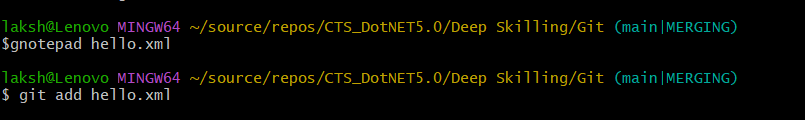 laksh@Lenovo MINGW64 ~/source/repos/CTS_DotNET5.0/Deep Skilling/Git (main|MERGING)
$gnotepad hello.xml
laksh@Lenovo MINGW64 ~/source/repos/CTS_DotNET5.0/Deep Skilling/Git (main|MERGING)
$ git add hello.xml